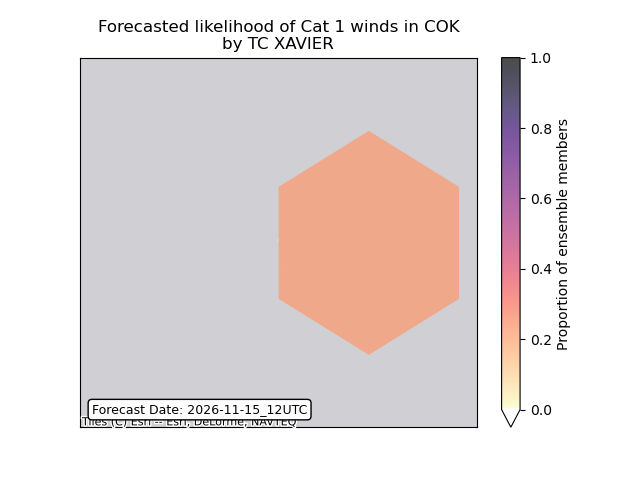 Forecasted likelihood of Cat 1 winds in COK
by TC XAVIER
1.0
0.8
0.6
0.4
0.2
0.0
Proportion of ensemble members
Forecast Date: 2026-11-15_12UTC
Tiles (C) Esri -- Esri, DeLorme, NAVTEQ